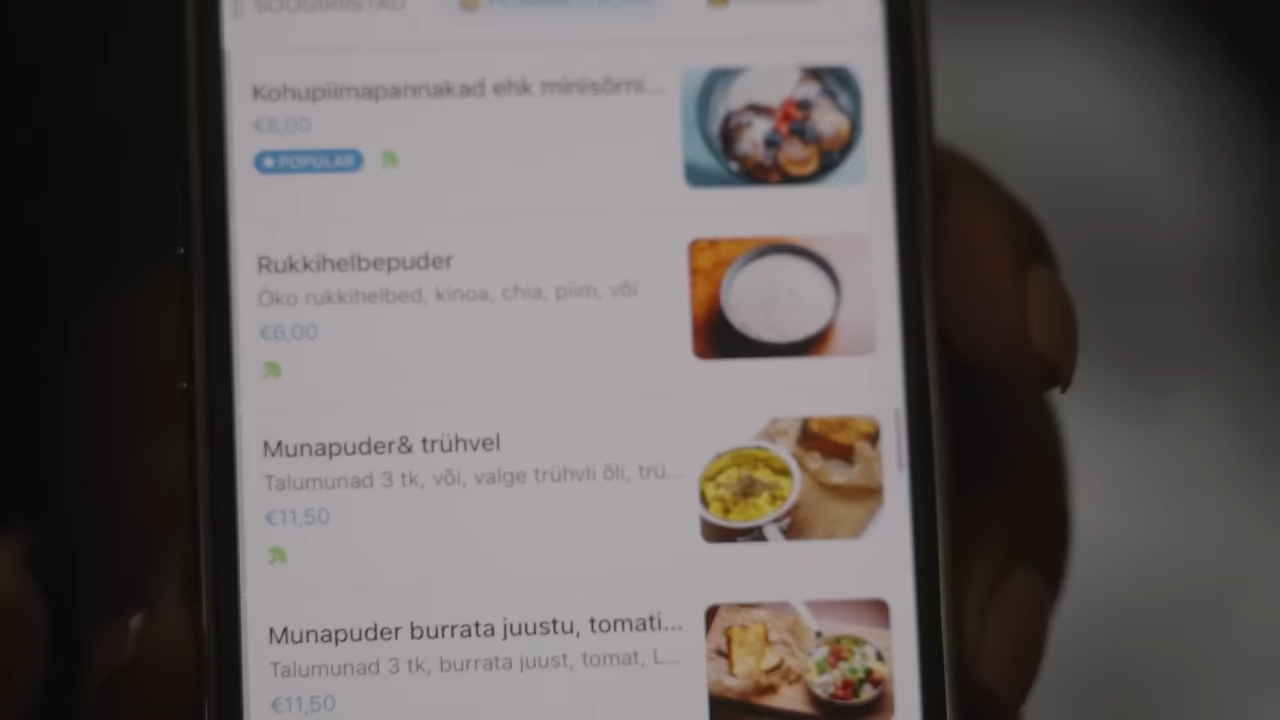 SÖÖGIRIISTAD
Kohupiimapannakad ehk minisõrni...
€8,00
POPULAR
Rukkihelbepuder
Öko rukkihelbed, kinoa, chia, piim, või
€6,00
Munapuder& trühvel
Talumunad 3 tk, või, valge trühvli õli, trü...
€11,50
Munapuder burrata juustu, tomati...
Talumunad 3 tk, burrata juust, tomat, L...
€11,50